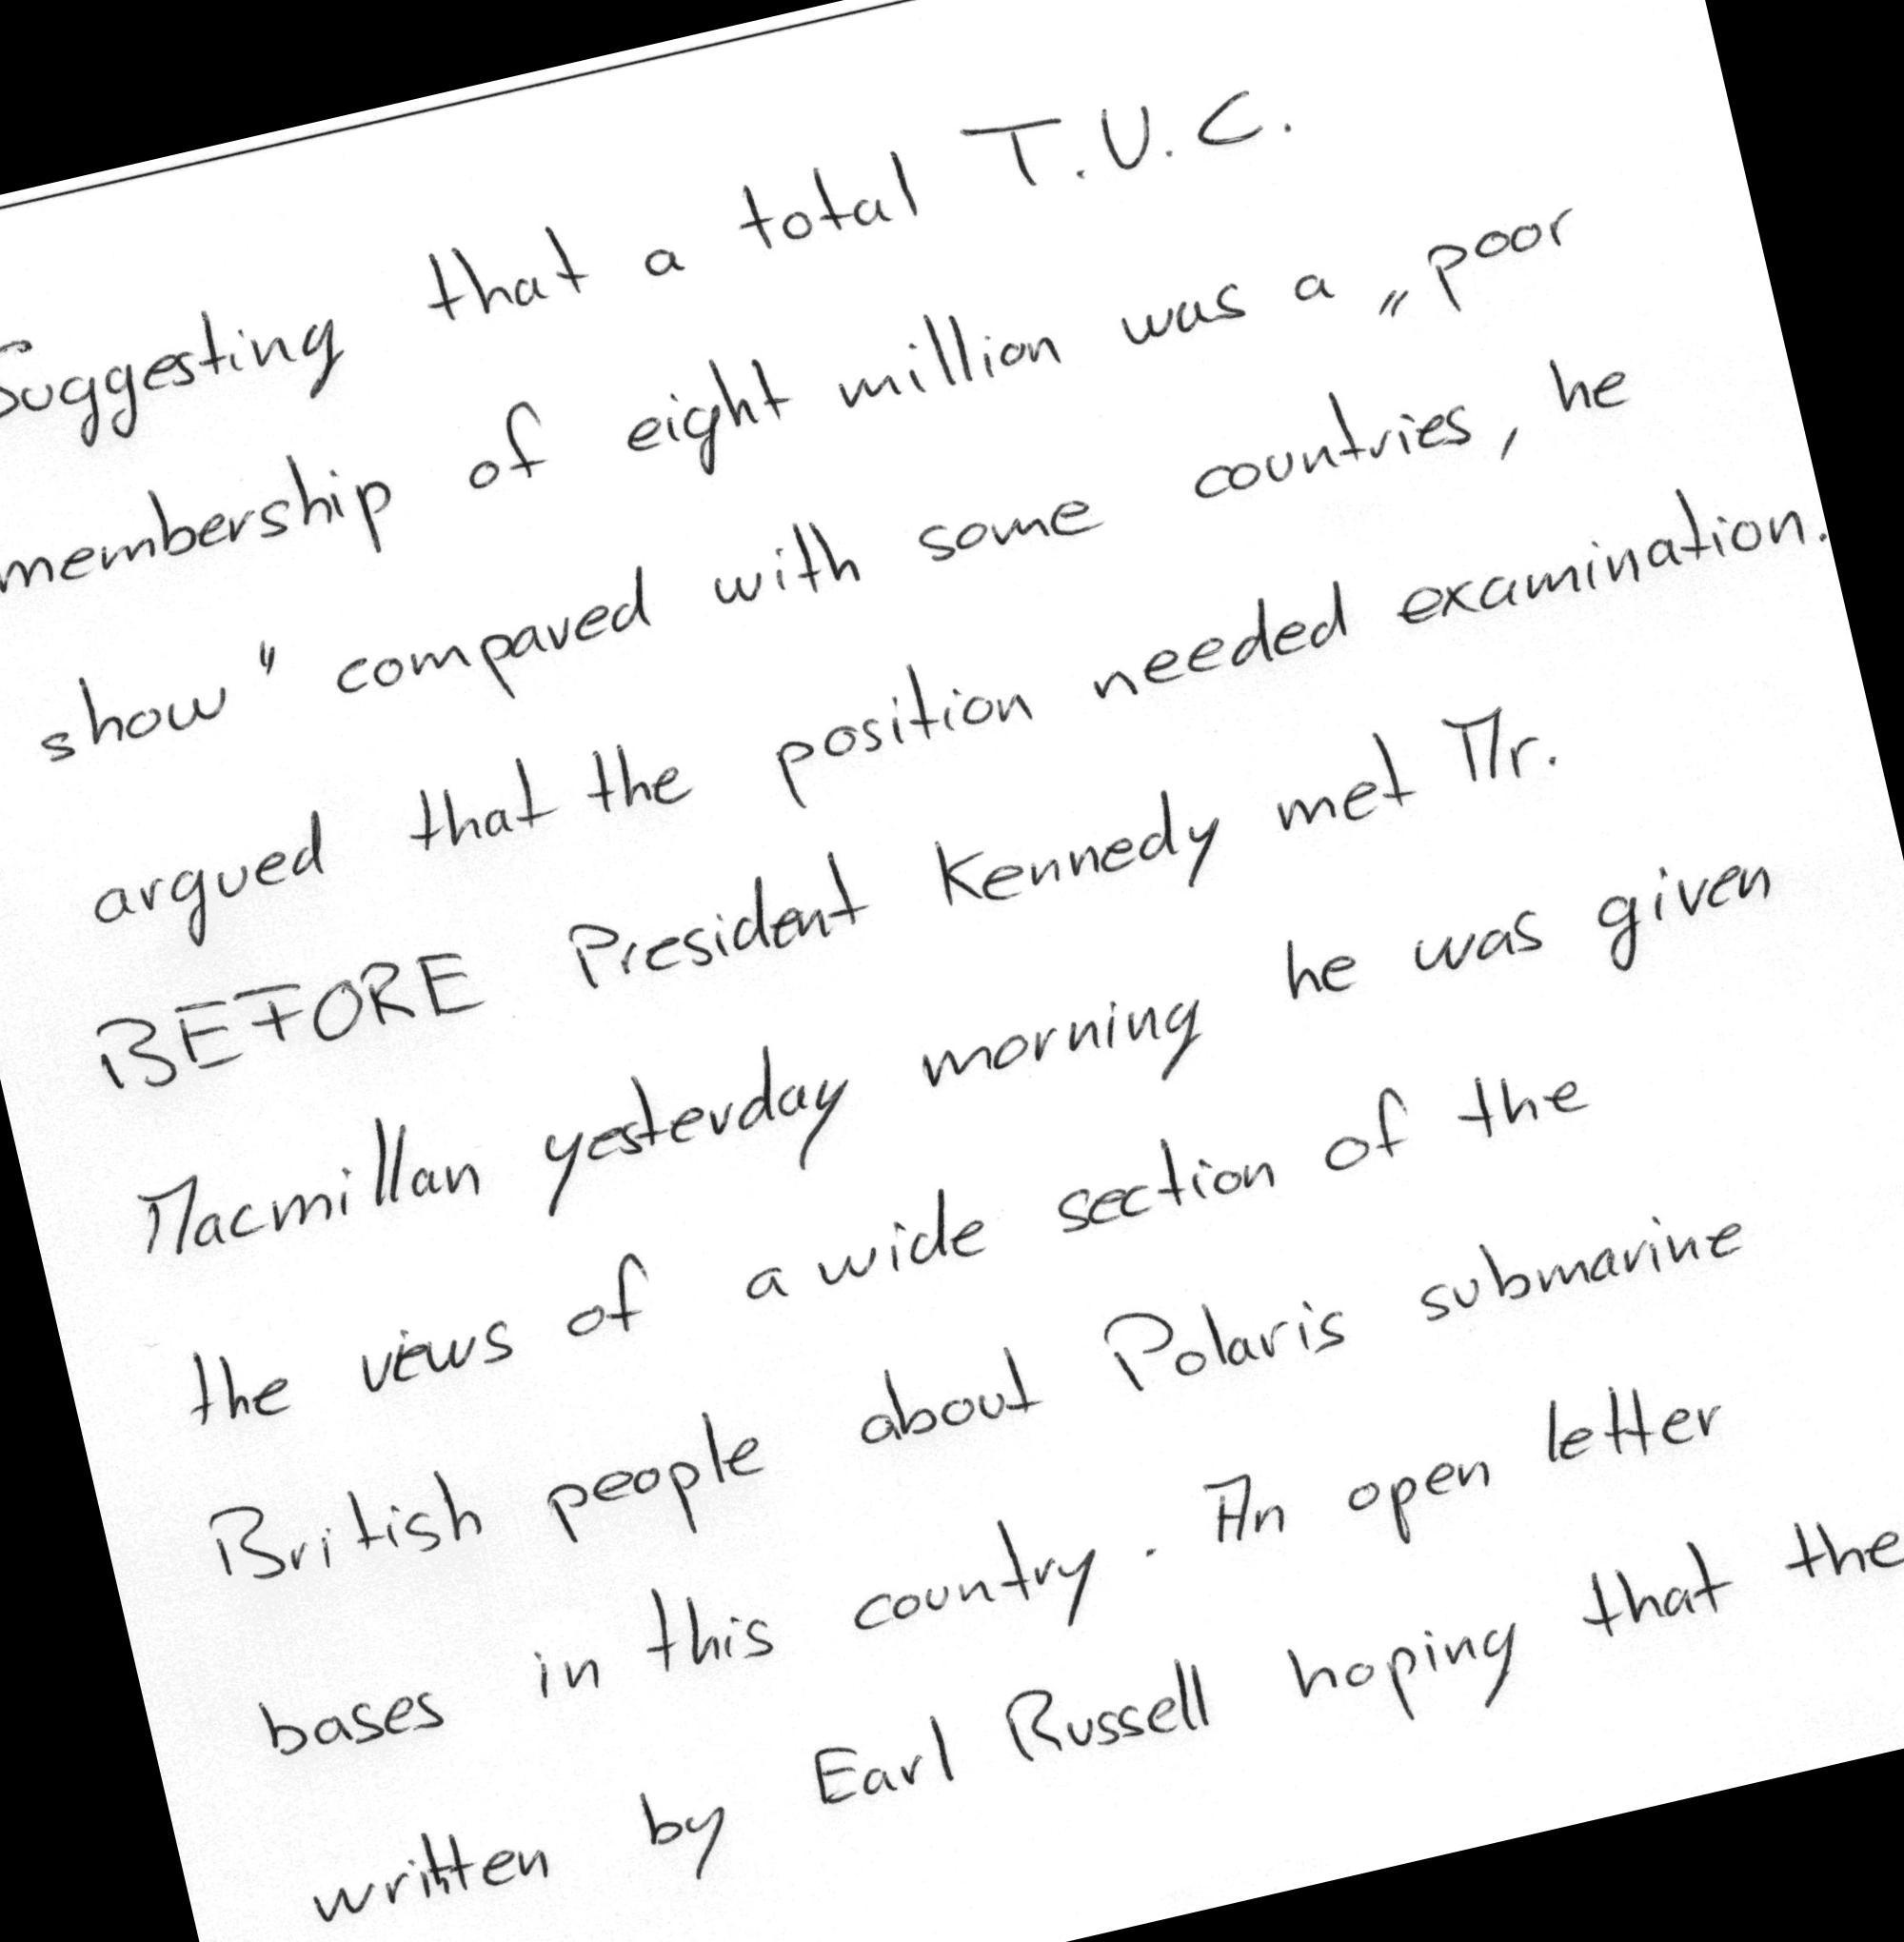 Suggesting that a total T.U.C.
membership of eight million was a „poor
show" compared with some countries, he
argued that the position needed examination.
BEFORE President Kennedy met Mr.
Macmillan yesterday morning he was given
the views of a wide section of the
British people about Polaris submarine
bases in this country. An open letter
written by Earl Russell hoping that the